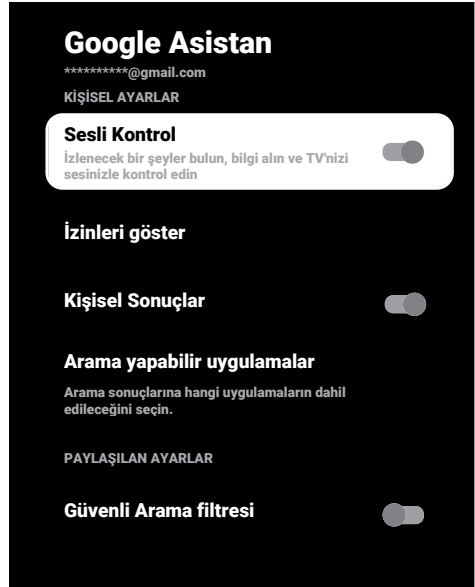 Google Asistan
**********@gmail.com
KİŞİSEL AYARLAR
Sesli Kontrol
İzlenecek bir şeyler bulun, bilgi alın ve TV'nizi
sesinizle kontrol edin
İzinleri göster
Kişisel Sonuçlar
Arama yapabilir uygulamalar
Arama sonuçlarına hangi uygulamaların dahil
edileceğini seçin.
PAYLAŞILAN AYARLAR
Güvenli Arama filtresi